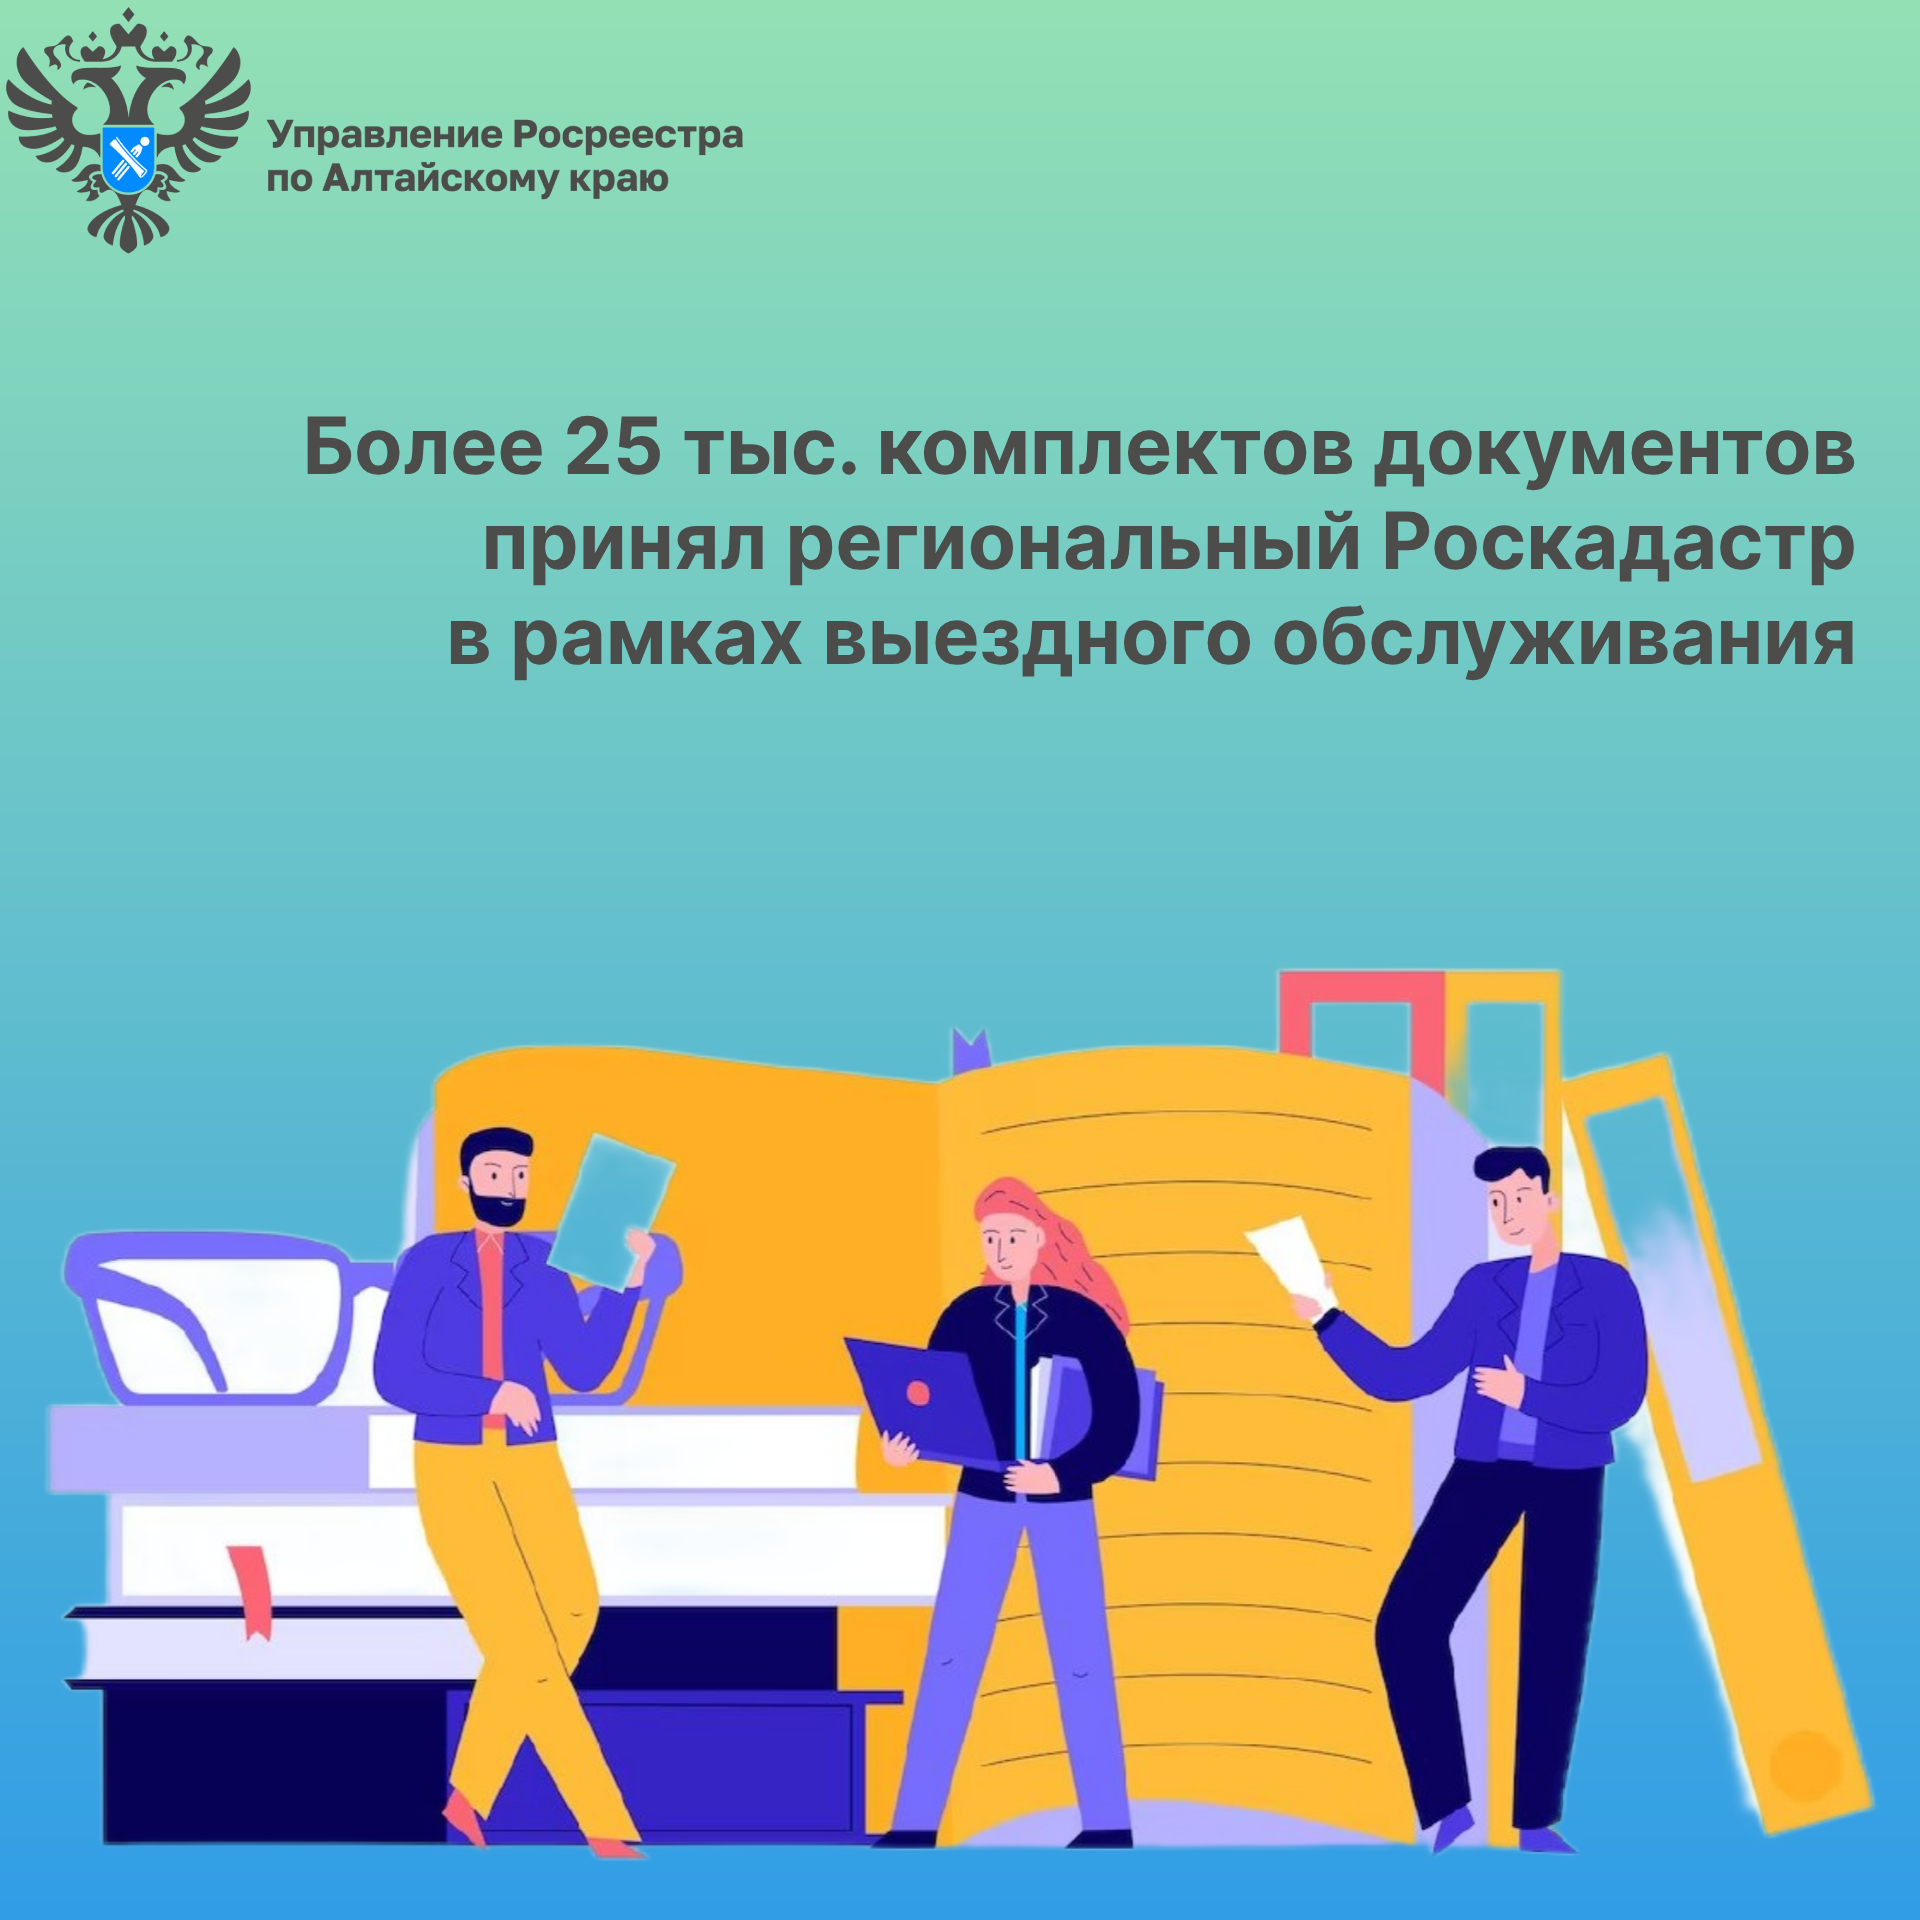 Управление Росреестра
по Алтайскому краю
Более 25 тыс. комплектов документов
принял региональный Роскадастр
в рамках выездного обслуживания